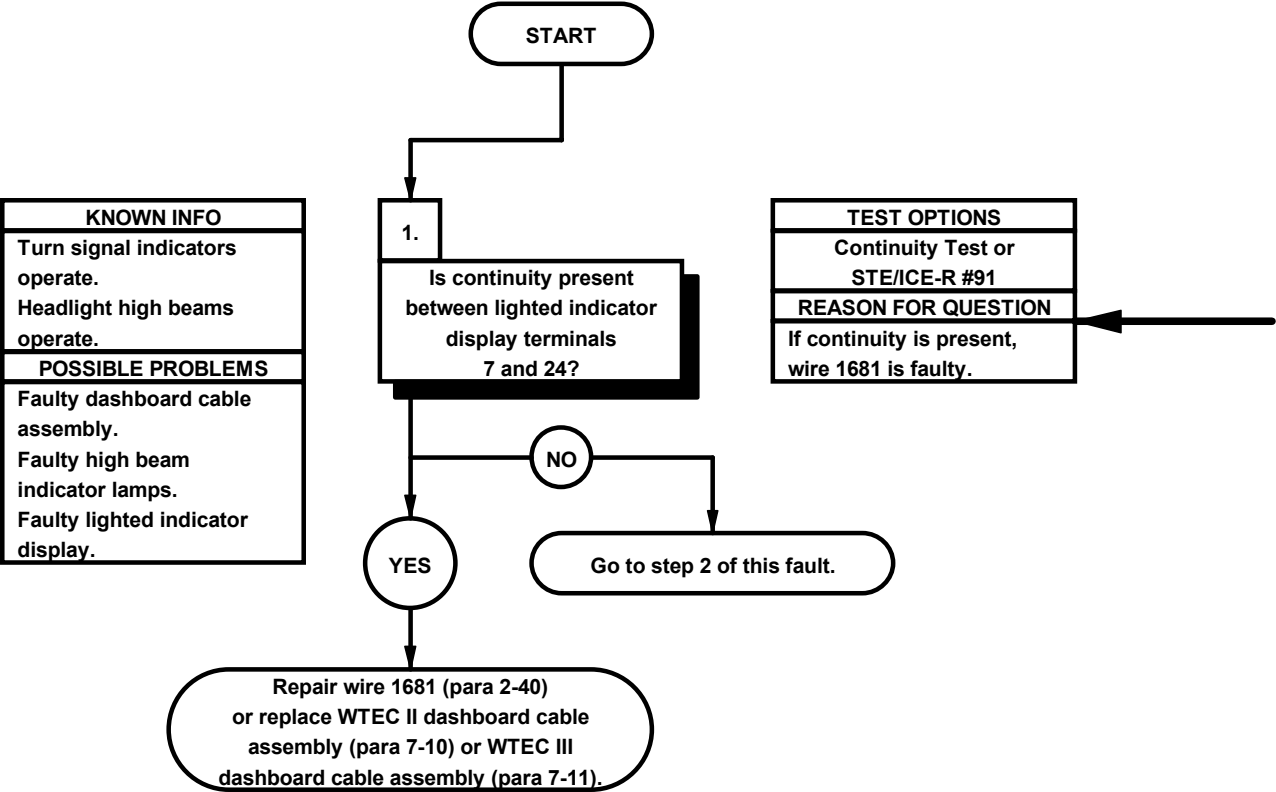 START
KNOWN INFO
Turn signal indicators
operate.
Headlight high beams
operate.
POSSIBLE PROBLEMS
Faulty dashboard cable
assembly.
Faulty high beam
indicator lamps.
Faulty lighted indicator
display.
1.
Is continuity present
between lighted indicator
display terminals
7 and 24?
TEST OPTIONS
Continuity Test or
STE/ICE-R #91
REASON FOR QUESTION
If continuity is present,
wire 1681 is faulty.
NO
YES
Go to step 2 of this fault.
Repair wire 1681 (para 2-40)
or replace WTEC II dashboard cable
assembly (para 7-10) or WTEC III
dashboard cable assembly (para 7-11).